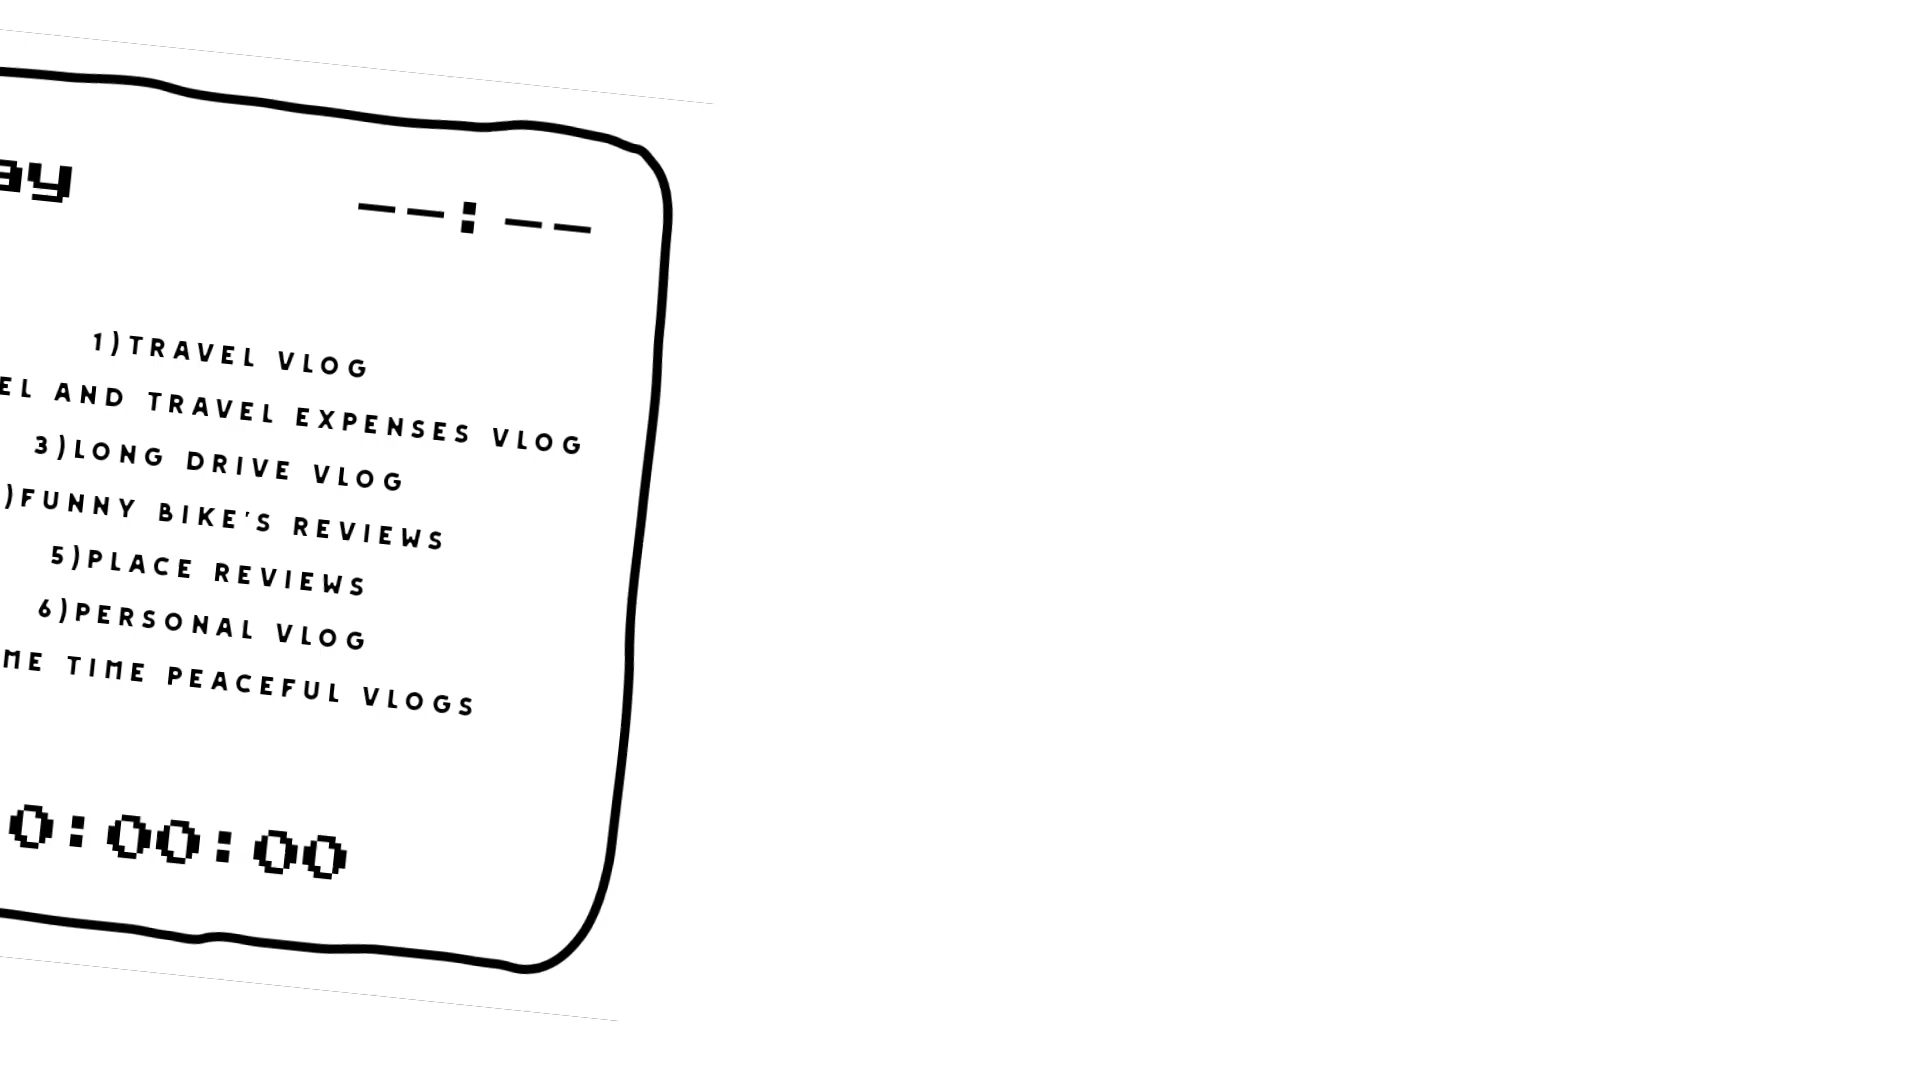 ay
--:--
1)TRAVEL VLOG
EL AND TRAVEL EXPENSES VLOG
3)LONG DRIVE VLOG
)FUNNY BIKE'S REVIEWS
5)PLACE REVIEWS
6)PERSONAL VLOG
ME TIME PEACEFUL VLOGS
0:00:00